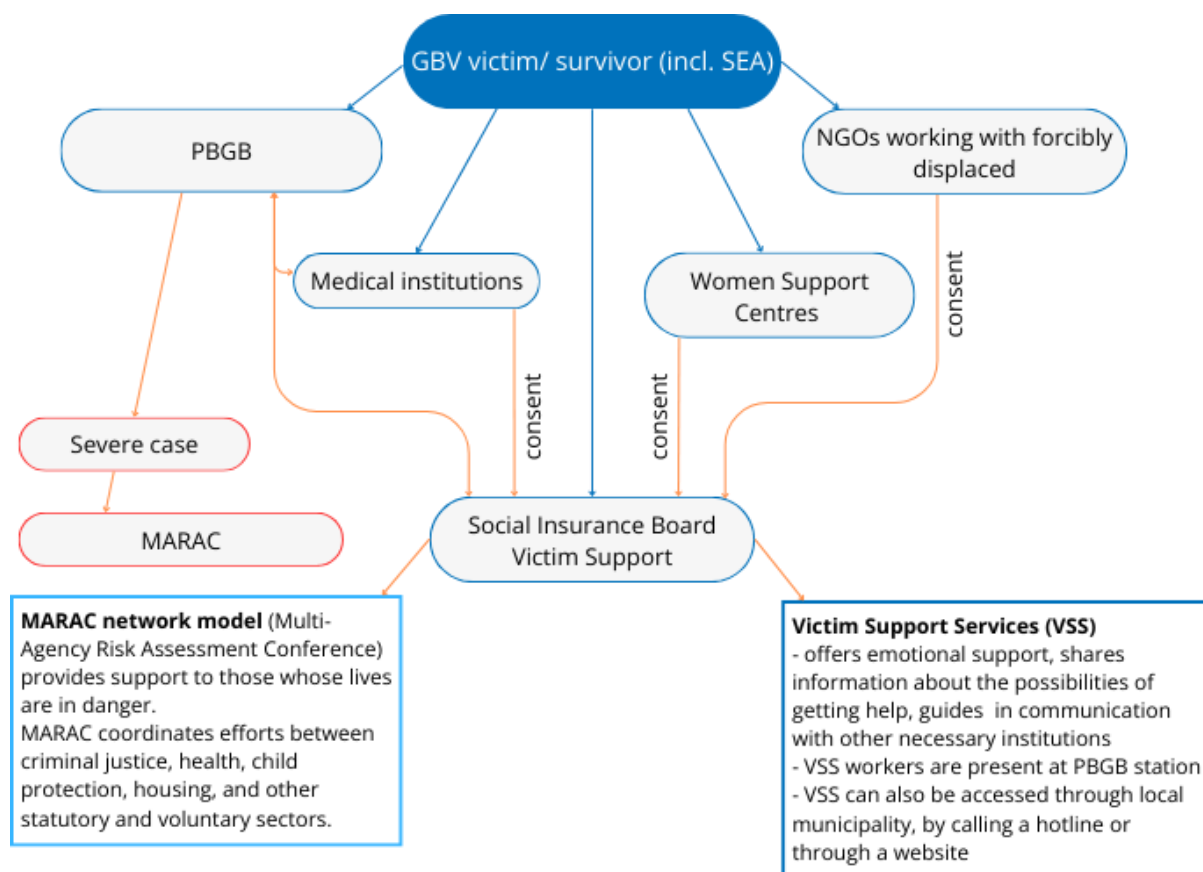 GBV victim/ survivor (incl. SEA)
PBGB
NGOs working with forcibly
displaced
Medical institutions
Women Support
Centres
consent
consent
consent
Severe case
MARAC
Social Insurance Board
Victim Support
MARAC network model (Multi-
Agency Risk Assessment Conference)
provides support to those whose lives
are in danger.
MARAC coordinates efforts between
criminal justice, health, child
protection, housing, and other
statutory and voluntary sectors.
Victim Support Services (VSS)
- offers emotional support, shares
information about the possibilities of
getting help, guides in communication
with other necessary institutions
- VSS workers are present at PBGB station
- VSS can also be accessed through local
municipality, by calling a hotline or
through a website